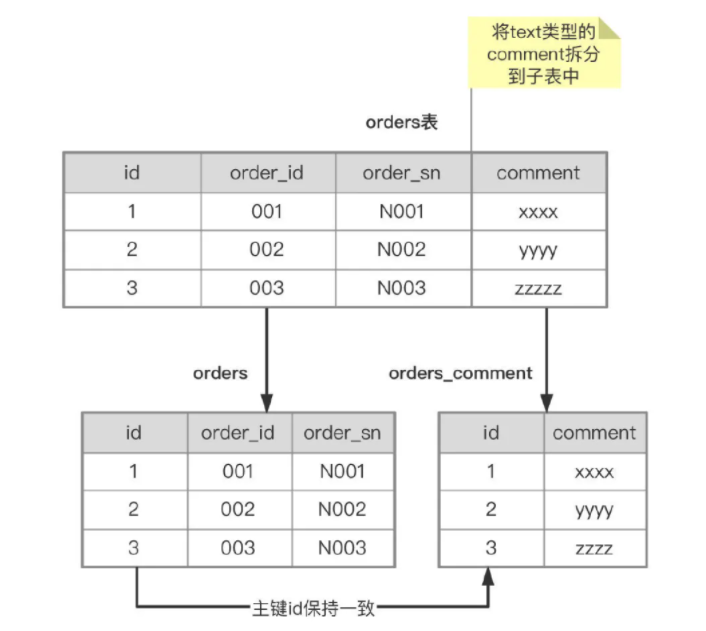 将text类型的
comment拆分
到子表中
orders表
id order_id order_sn comment
1 001 N001 xxxx
2 002 N002 yyyy
3 003 N003 zzzzz
orders
orders_comment
id order_id order_sn
1 001 N001
2 002 N002
3 003 N003
id comment
1 xxxx
2 yyyy
3 zzzz
主键id保持一致